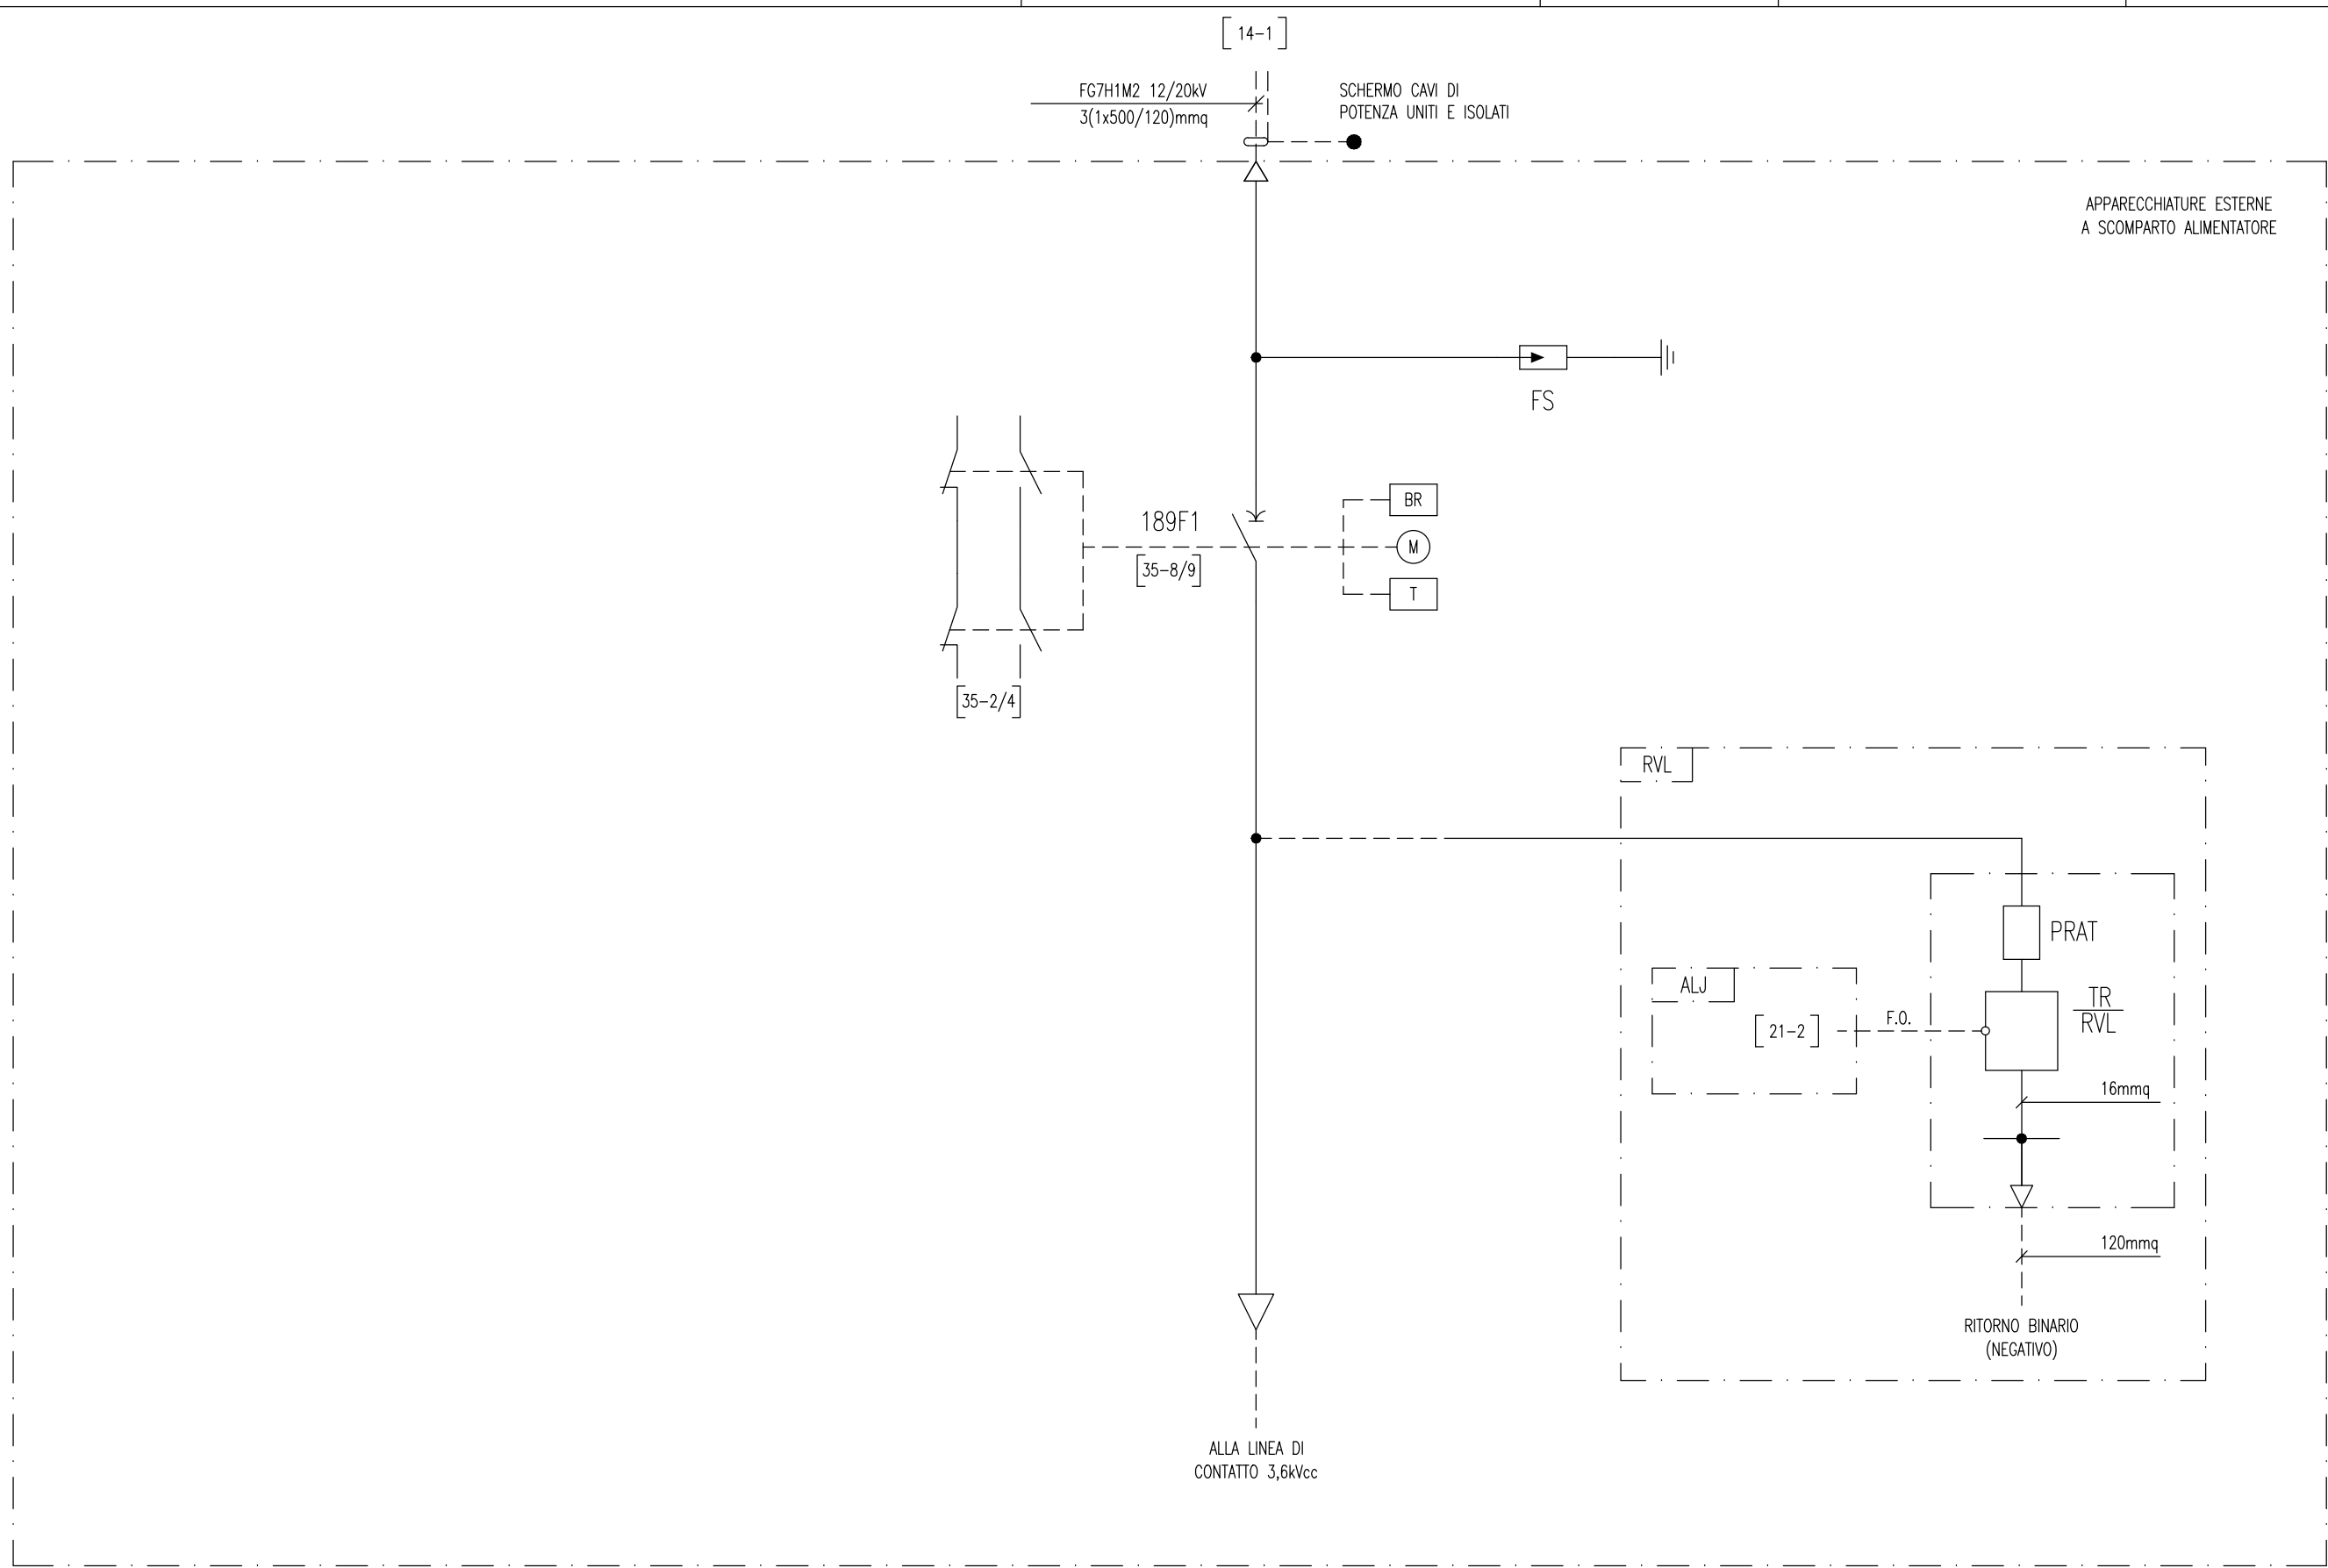 14-1
FG7H1M2 12/20kV
3(1x500/120)mmq
SCHERMO CAVI DI
POTENZA UNITI E ISOLATI
APPARECCHIATURE ESTERNE
A SCOMPARTO ALIMENTATORE
FS
BR
189F1
M
35-8/9
T
35-2/4
RVL
PRAT
ALJ
TR
RVL
F.O.
21-2
16mmq
120mmq
RITORNO BINARIO
(NEGATIVO)
ALLA LINEA DI
CONTATTO 3,6kVcc